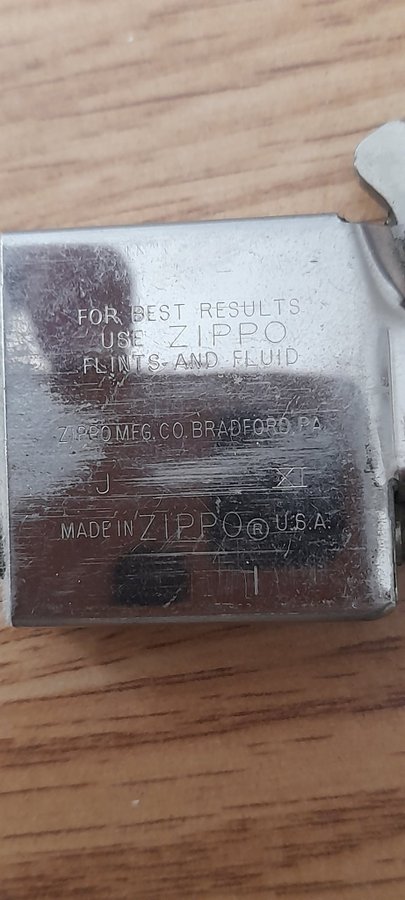 FOR BEST RESULTS
USE ZIPPO
FLINTS AND FLUID
ZIPPO MFG. CO. BRADFORD, PA.
J XI
MADE IN ZIPPO® U.S.A.